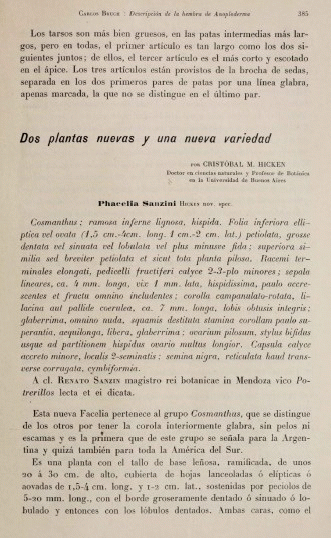 Carlos Bruch : Descripción de la hembra de Anopioderma 385
Los tarsos son más bien gruesos, en las patas intermedias más lar-
gos, pero en todas, el primer artículo es tan largo como los dos si-
guientes juntos ; de ellos, el tercer artículo es el más corto y escotado
en el ápice. Los tres artículos están provistos de la brocha de sedas,
separada en los dos primeros pares de patas por una línea glabra,
apenas marcada, la que no se distingue en el último par.
Dos plantas nuevas y una nueva variedad
por CRISTÓBAL M. HICKEN
Doctor en ciencias naturales y Profesor de Botánica
en la Universidad de Buenos Aires
Phacelia Sanzini Hicken nov. spec.
Cosmanthus ; ramosa inferne lignosa, hispida. Folia inferiora elli-
ptica vel ovata (1,5 cm.-4cm. long. 1 cm.-2 cm. lat.) petiolata, grosse
dentata vel sinuata vel lobulata vel plus minusve fida ; superiora si-
milia sed breviter petiolata et sicut tota planta pilosa. Racemi ter-
minales elongati, pedicelli fructiferi calyce 2-3-plo minores ; sepala
lineares, ca. 4 mm. longa, vix 1 mm. lata, hispidissima, paulo accre-
scentes et fructu omnino includentes ; corolla campanulato-rotata, li-
lacina aut pallide coerulea, ca. 7 mm. longa, lobis obtusis integris ;
glaberrima, omnino nuda, squamis destituta stamina corollam paulo su-
perantia, aequilonga, libera, glaberrima ; ovarium pilosum, stylus bifidus
usque ad partitionem hispidus ovario multus longior. Capsula calyce
accreto minore, loculis 2-seminatis ; semina nigra, reticulata haud trans-
verse corrugata, cymbiformia.
A cl. Renato Sanzin magistro rei botanicae in Mendoza vico Po-
trerillos lecta et ei dicata.
Esta nueva Facelia pertenece al grupo Cosmanthus, que se distingue
de los otros por tener la corola interiormente glabra, sin pelos ni
escamas y es la primera que de este grupo se señala para la Argen-
tina y quizá también para toda la América del Sur.
Es una planta con el tallo de base leñosa, ramificada, de unos
20 á 30 cm. de alto, cubierta de hojas lanceoladas ó elípticas ó
aovadas de 1,5-4 cm. long. y 1-2 cm. lat., sostenidas por peciolos de
5-20 mm. long., con el borde groseramente dentado ó sinuado ó lo-
bulado y entonces con los lóbulos dentados. Ambas caras, como el